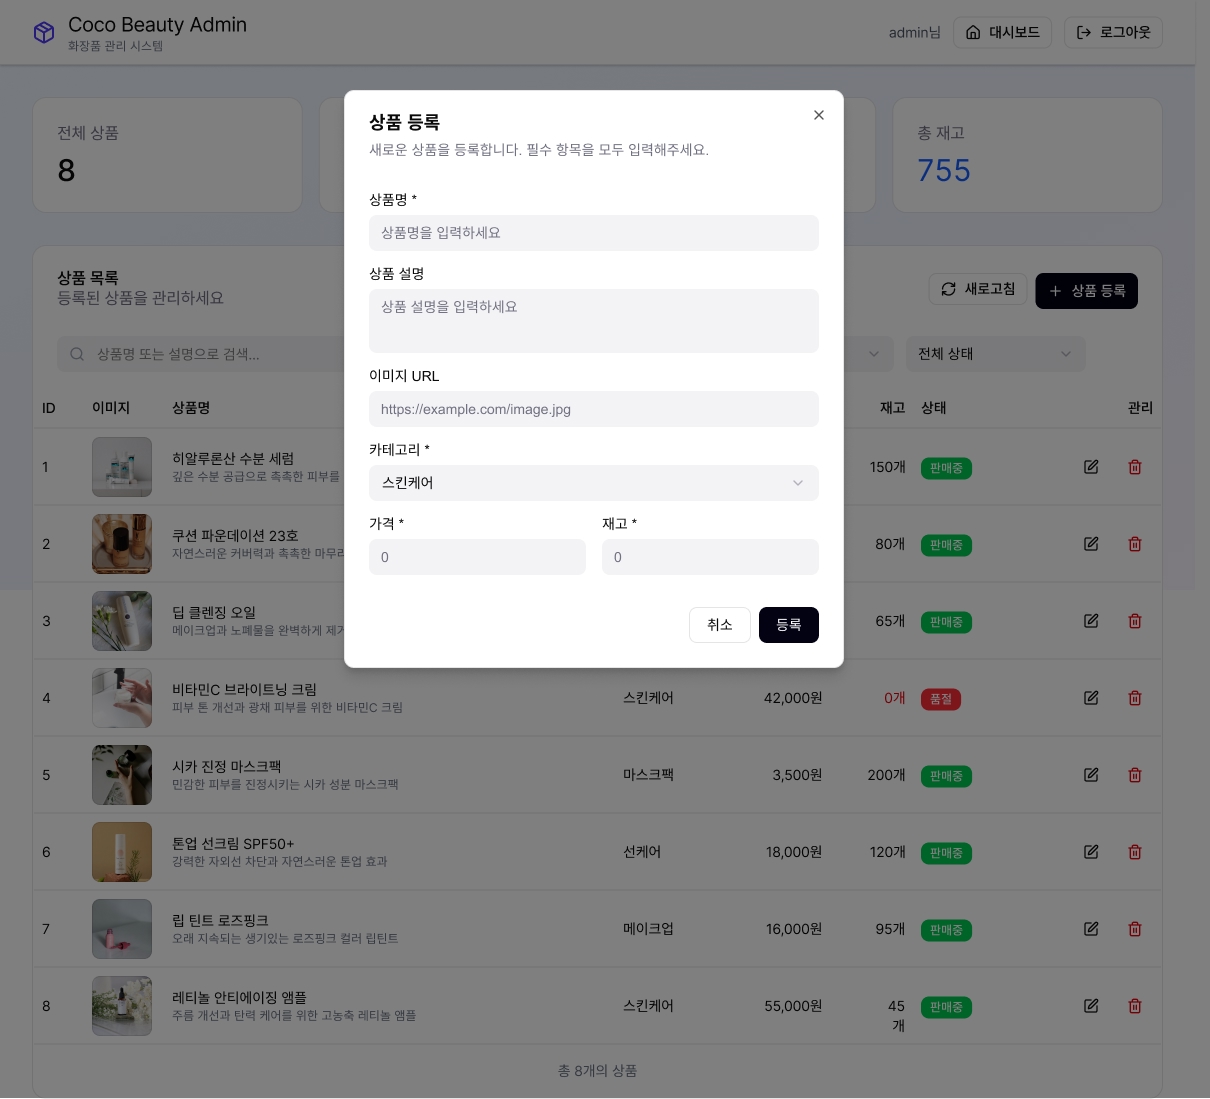 Coco Beauty Admin
화장품 관리 시스템
admin님
대시보드
로그아웃
전체 상품
8
총 재고
755
상품 목록
등록된 상품을 관리하세요
새로고침
+ 상품 등록
상품명 또는 설명으로 검색...
전체 상태
ID 이미지 상품명 재고 상태 관리
1 히알루론산 수분 세럼 150개 판매중
깊은 수분 공급으로 촉촉한 피부를
2 쿠션 파운데이션 23호 80개 판매중
자연스러운 커버력과 촉촉한 마무리
3 딥 클렌징 오일 65개 판매중
메이크업과 노폐물을 완벽하게 제거
4 비타민C 브라이트닝 크림 스킨케어 42,000원 0개 품절
피부 톤 개선과 광채 피부를 위한 비타민C 크림
5 시카 진정 마스크팩 마스크팩 3,500원 200개 판매중
민감한 피부를 진정시키는 시카 성분 마스크팩
6 톤업 선크림 SPF50+ 선케어 18,000원 120개 판매중
강력한 자외선 차단과 자연스러운 톤업 효과
7 립 틴트 로즈핑크 메이크업 16,000원 95개 판매중
오래 지속되는 생기있는 로즈핑크 컬러 립틴트
8 레티놀 안티에이징 앰플 스킨케어 55,000원 45개 판매중
주름 개선과 탄력 케어를 위한 고농축 레티놀 앰플
총 8개의 상품
상품 등록
새로운 상품을 등록합니다. 필수 항목을 모두 입력해주세요.
상품명 *
상품명을 입력하세요
상품 설명
상품 설명을 입력하세요
이미지 URL
https://example.com/image.jpg
카테고리 *
스킨케어
가격 * 재고 *
0 0
취소 등록